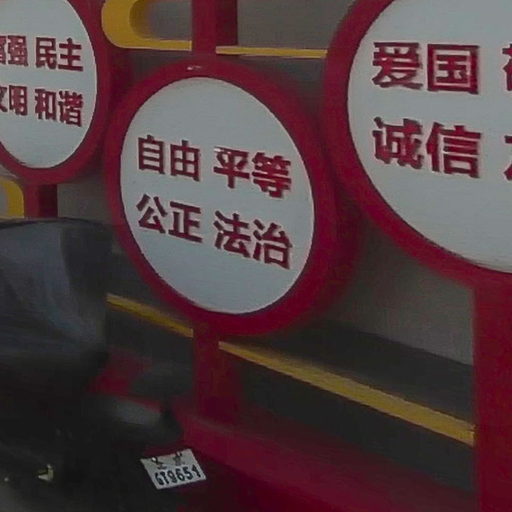 富强 民主
文明 和谐
自由 平等
公正 法治
爱国
诚信
GT9651